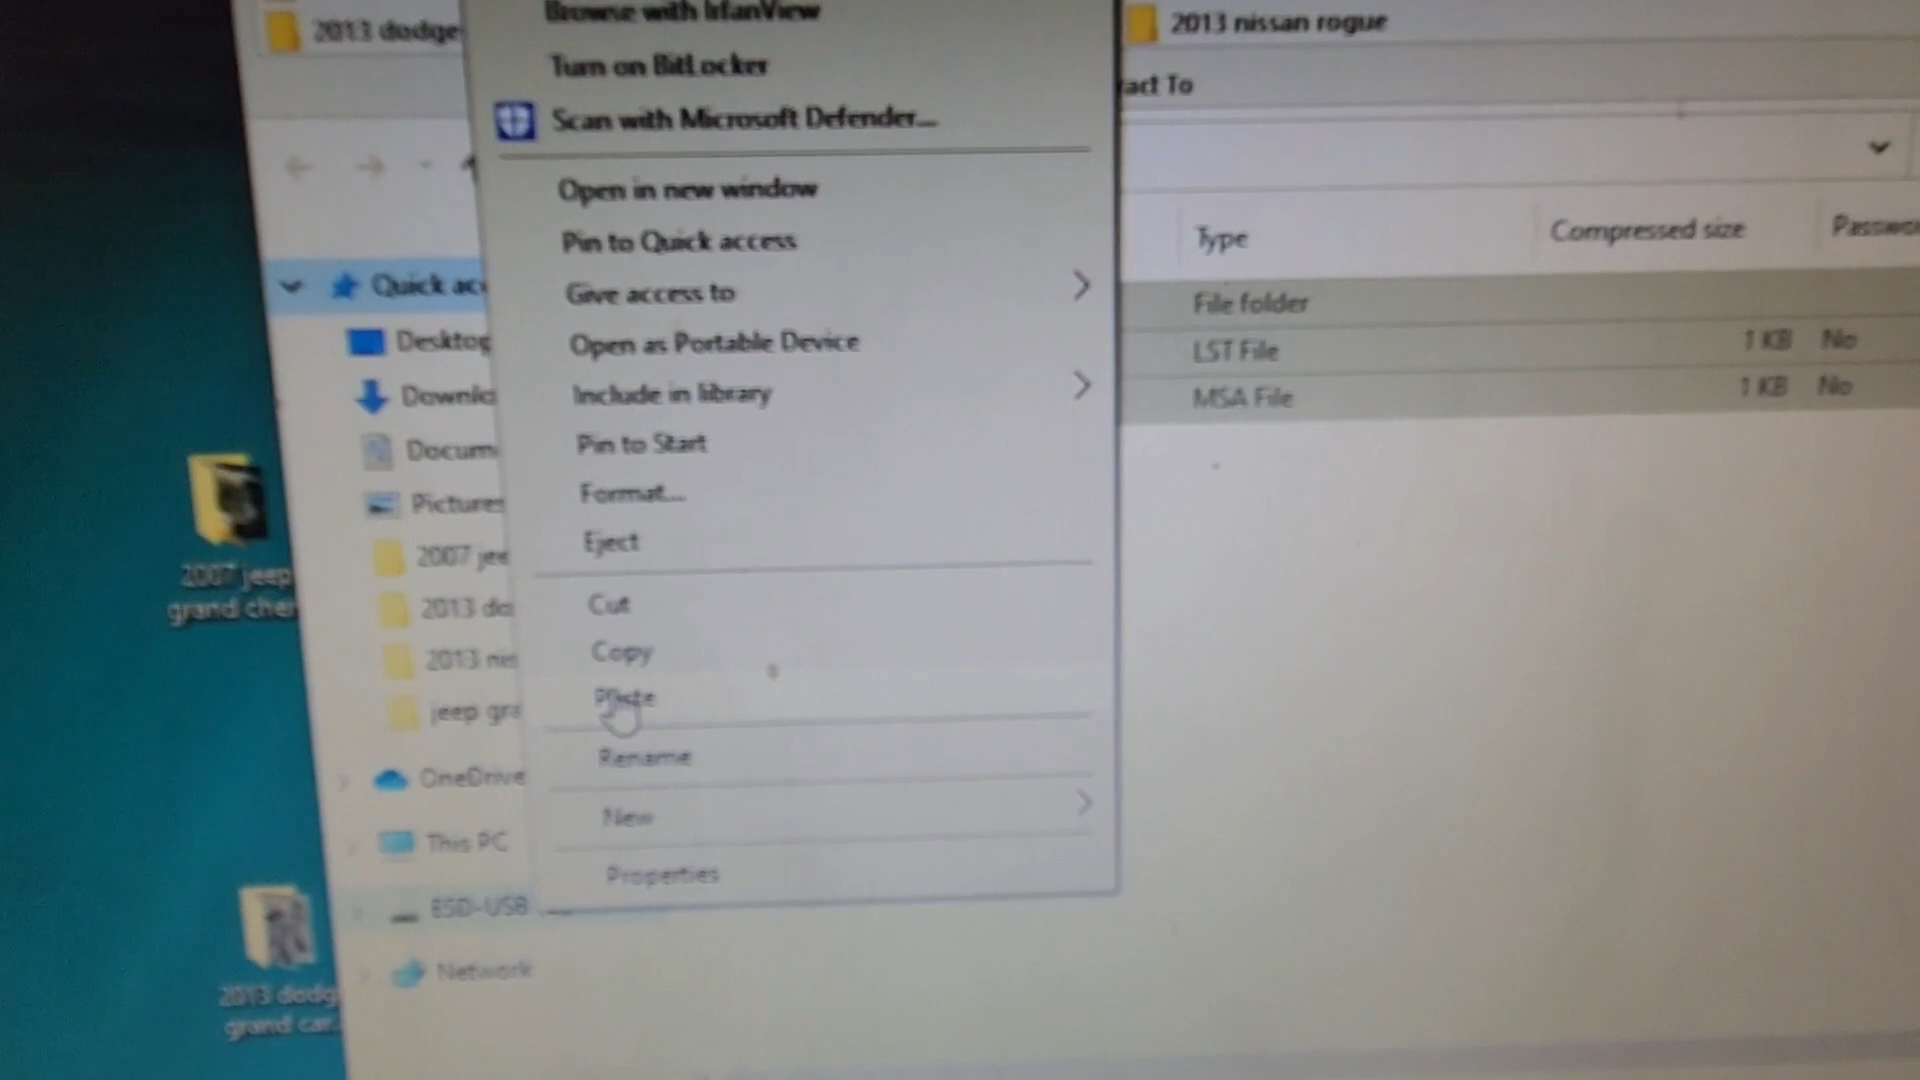 2013 dodge
Browse with IrfanView
2013 nissan rogue
Turn on BitLocker
act To
Scan with Microsoft Defender...
Open in new window
Pin to Quick access
Type
Compressed size
Passwo
Quick acc
Give access to
File folder
Desktop
Open as Portable Device
LST File
1 KB
No
Downlo
Include in library
MSA File
1 KB
No
Docum
Pin to Start
Pictures
Format...
Eject
2007 jee
2007 jeep
grand cher
2013 do
Cut
2013 nis
Copy
Paste
jeep gra
Rename
OneDrive
New
This PC
Properties
ESD-USB
Network
2013 dodg
grand car...